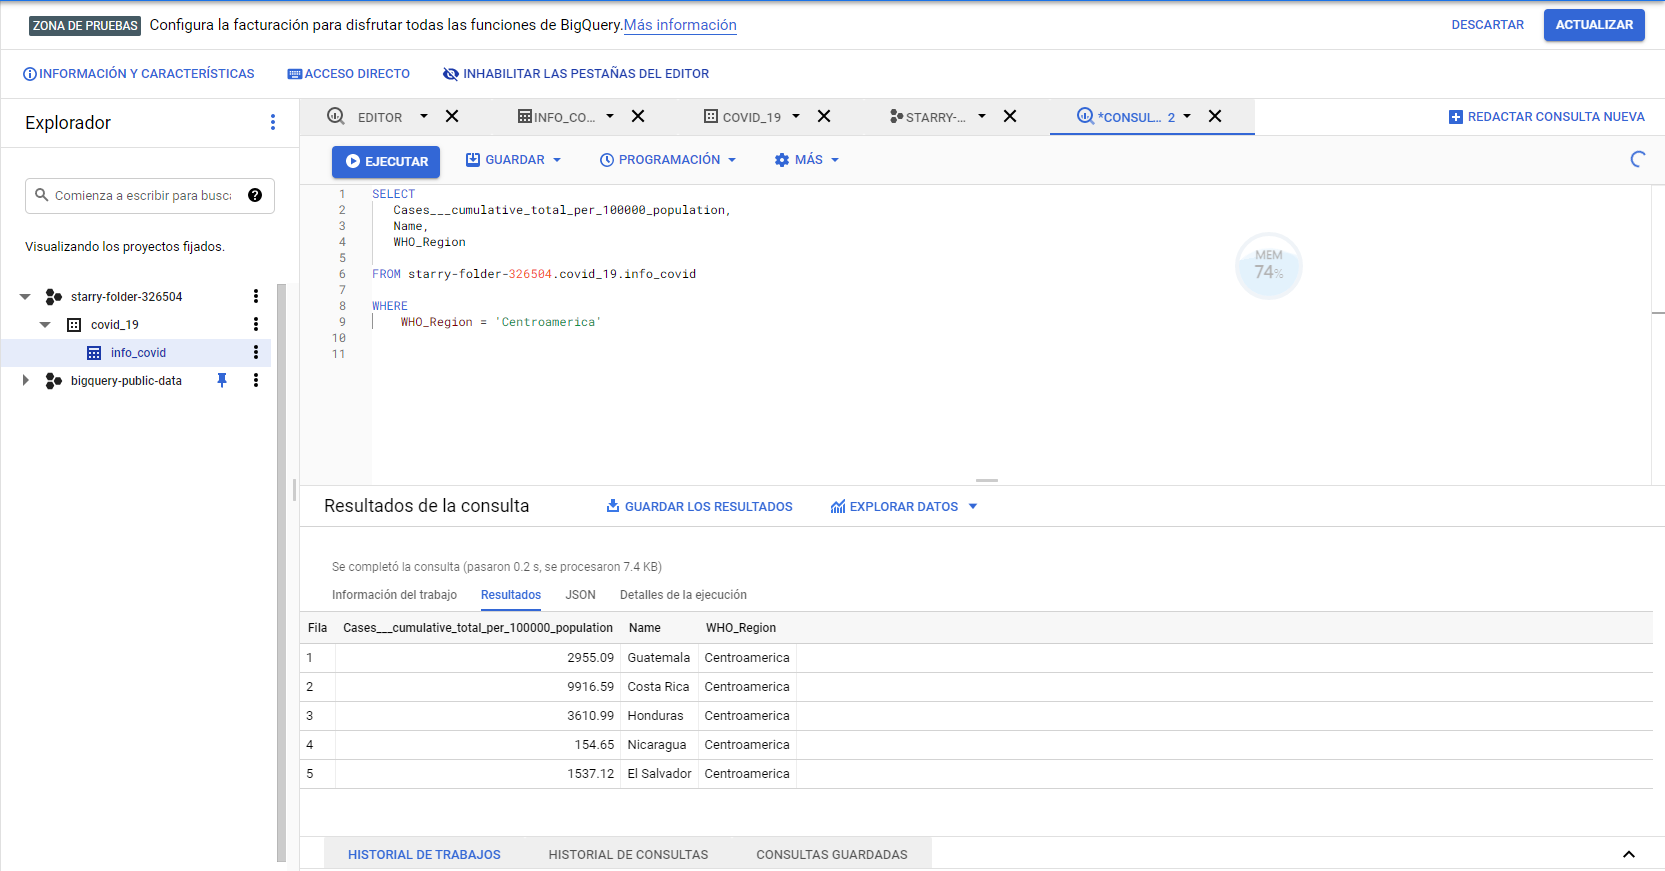 ZONA DE PRUEBAS Configura la facturación para disfrutar todas las funciones de BigQuery.Más información DESCARTAR ACTUALIZAR
INFORMACIÓN Y CARACTERÍSTICAS ACCESO DIRECTO INHABILITAR LAS PESTAÑAS DEL EDITOR
Explorador
EDITOR INFO_CO... COVID_19 STARRY-... *CONSUL... 2 REDACTAR CONSULTA NUEVA
EJECUTAR GUARDAR PROGRAMACIÓN MÁS
Comienza a escribir para busca
Visualizando los proyectos fijados.
starry-folder-326504
covid_19
info_covid
bigquery-public-data
1 SELECT
2 Cases___cumulative_total_per_100000_population,
3 Name,
4 WHO_Region
5
6 FROM starry-folder-326504.covid_19.info_covid
7
8 WHERE
9 WHO_Region = 'Centroamerica'
10
11
MEM
74%
Resultados de la consulta GUARDAR LOS RESULTADOS EXPLORAR DATOS
Se completó la consulta (pasaron 0.2 s, se procesaron 7.4 KB)
Información del trabajo Resultados JSON Detalles de la ejecución
Fila Cases___cumulative_total_per_100000_population Name WHO_Region
1 2955.09 Guatemala Centroamerica
2 9916.59 Costa Rica Centroamerica
3 3610.99 Honduras Centroamerica
4 154.65 Nicaragua Centroamerica
5 1537.12 El Salvador Centroamerica
HISTORIAL DE TRABAJOS HISTORIAL DE CONSULTAS CONSULTAS GUARDADAS